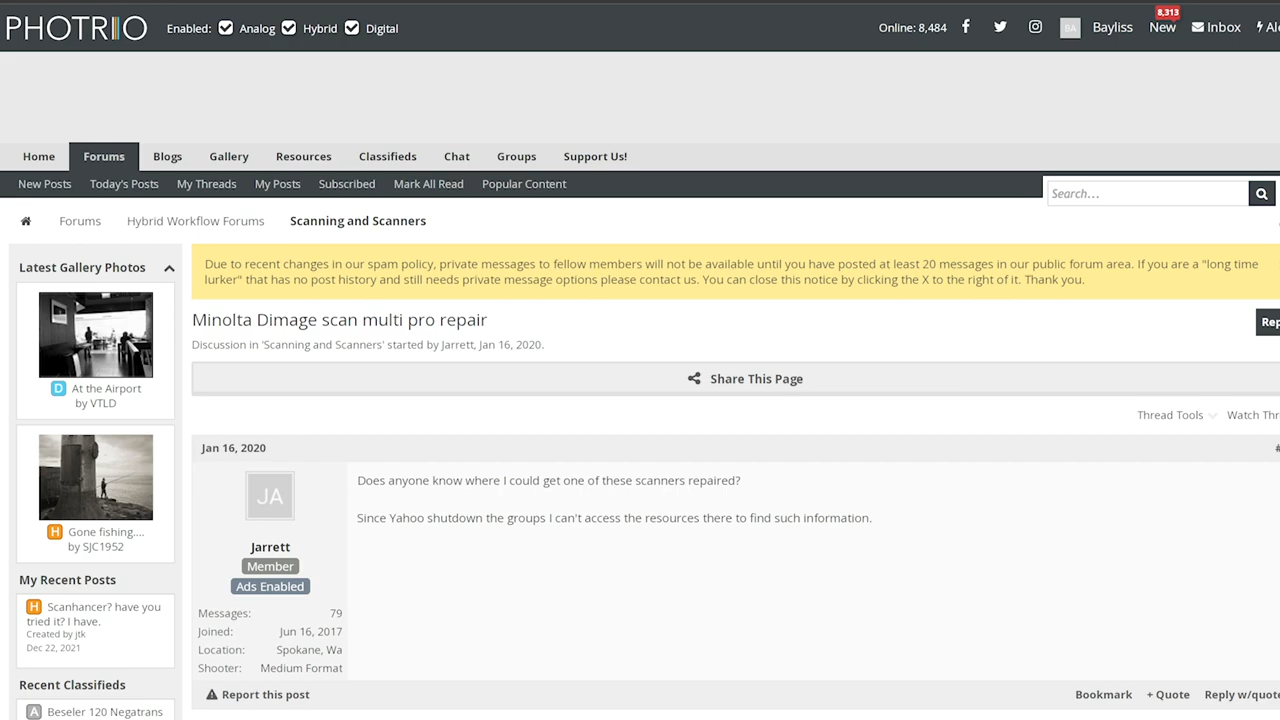 PHOTRIO Enabled: Analog Hybrid Digital Online: 8,484 BA Bayliss 8,313 New Inbox
Home Forums Blogs Gallery Resources Classifieds Chat Groups Support Us!
New Posts Today's Posts My Threads My Posts Subscribed Mark All Read Popular Content Search...
Forums Hybrid Workflow Forums Scanning and Scanners
Latest Gallery Photos
D At the Airport
by VTLD
H Gone fishing....
by SJC1952
My Recent Posts
H Scanhancer? have you
tried it? I have.
Created by jtk
Dec 22, 2021
Recent Classifieds
A Beseler 120 Negatrans
Due to recent changes in our spam policy, private messages to fellow members will not be available until you have posted at least 20 messages in our public forum area. If you are a "long time
lurker" that has no post history and still needs private message options please contact us. You can close this notice by clicking the X to the right of it. Thank you.
Minolta Dimage scan multi pro repair
Discussion in 'Scanning and Scanners' started by Jarrett, Jan 16, 2020.
Share This Page
Thread Tools Watch
Jan 16, 2020 #
JA
Jarrett
Member
Ads Enabled
Messages: 79
Joined: Jun 16, 2017
Location: Spokane, Wa
Shooter: Medium Format
Does anyone know where I could get one of these scanners repaired?
Since Yahoo shutdown the groups I can't access the resources there to find such information.
Report this post Bookmark + Quote Reply w/quote